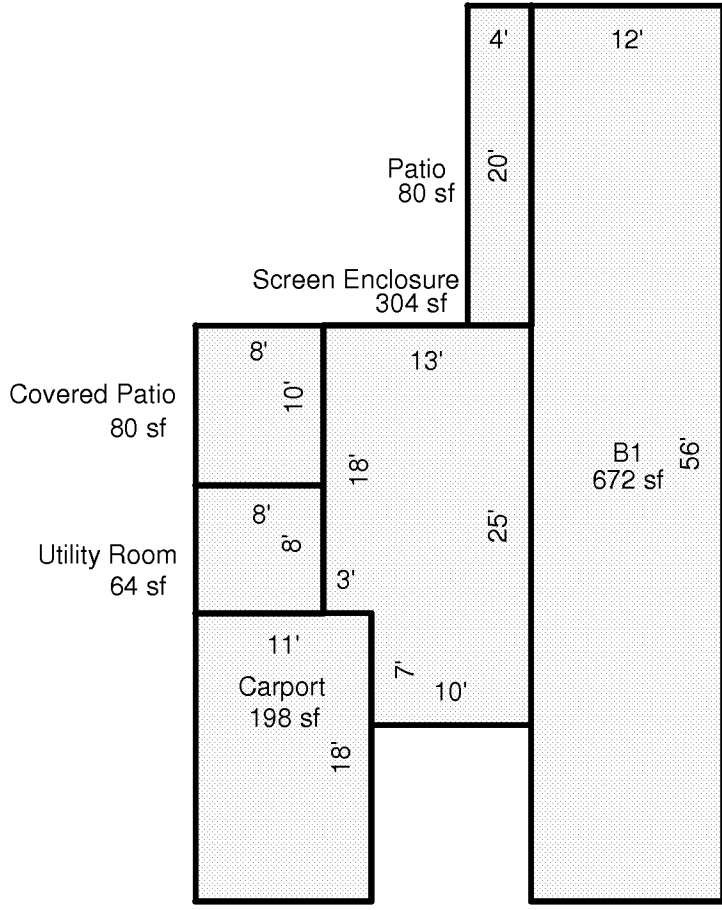 4'
12'
20'
Patio
80 sf
Screen Enclosure
304 sf
8'
13'
10'
Covered Patio
80 sf
18'
B1
672 sf
56'
8'
8'
25'
Utility Room
64 sf
3'
11'
7'
10'
Carport
198 sf
18'